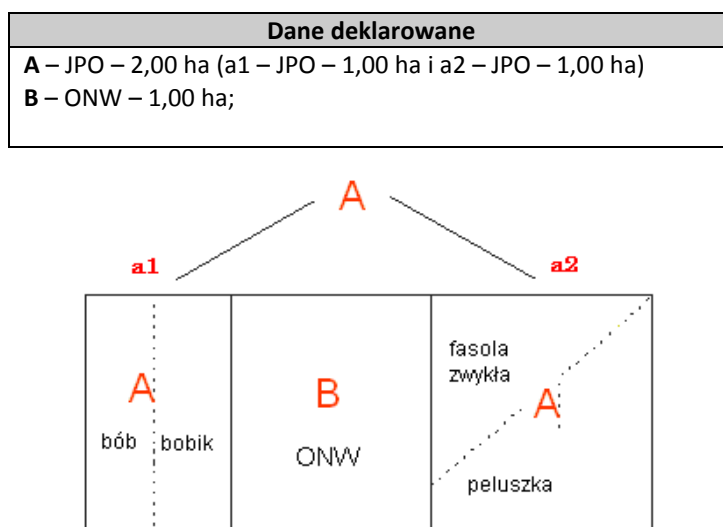 Dane deklarowane
A – JPO – 2,00 ha (a1 – JPO – 1,00 ha i a2 – JPO – 1,00 ha)
B – ONW – 1,00 ha;
A
a1
a2
fasola
zwykła
A
B
A
bób
bobik
ONW
peluszka